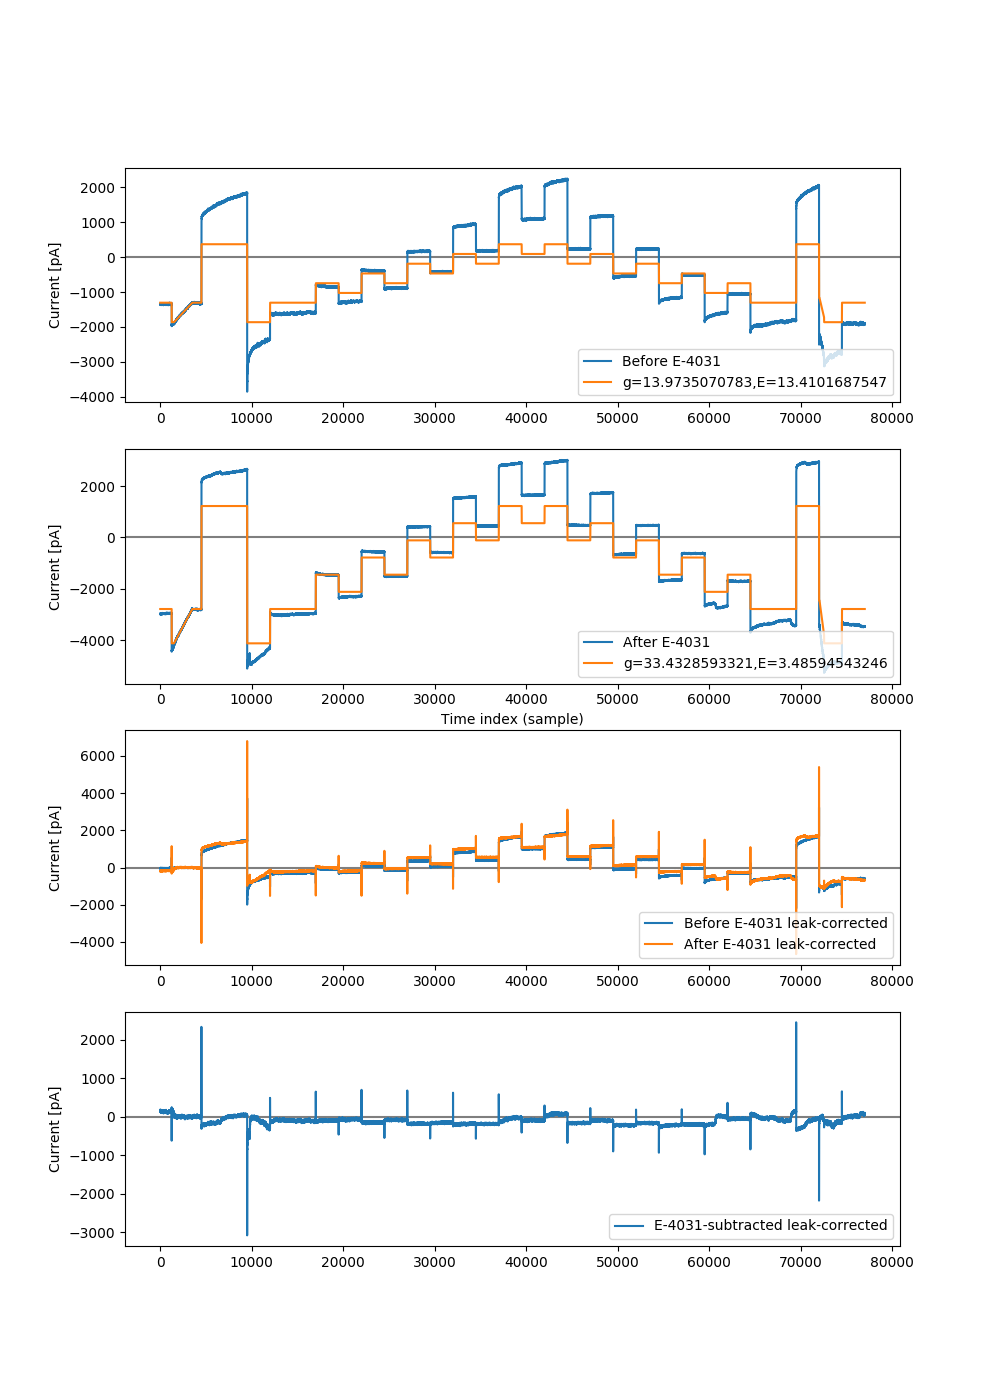 2000
1000
0
−1000
−2000
−3000
−4000
Current [pA]
Before E-4031
g=13.9735070783,E=13.4101687547
0 10000 20000 30000 40000 50000 60000 70000 80000
2000
0
−2000
−4000
Current [pA]
After E-4031
g=33.4328593321,E=3.48594543246
0 10000 20000 30000 40000 50000 60000 70000 80000
Time index (sample)
6000
4000
2000
0
−2000
−4000
Current [pA]
Before E-4031 leak-corrected
After E-4031 leak-corrected
0 10000 20000 30000 40000 50000 60000 70000 80000
2000
1000
0
−1000
−2000
−3000
Current [pA]
E-4031-subtracted leak-corrected
0 10000 20000 30000 40000 50000 60000 70000 80000